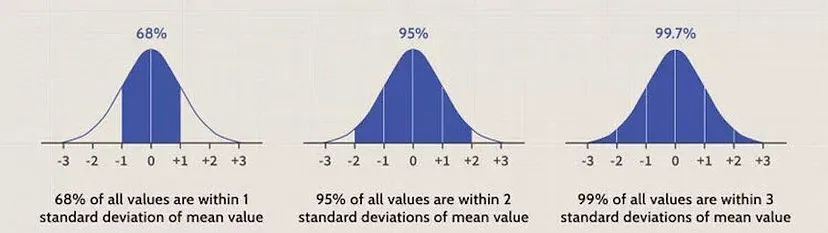 68%
95%
99.7%
-3 -2 -1 0 +1 +2 +3
-3 -2 -1 0 +1 +2 +3
-3 -2 -1 0 +1 +2 +3
68% of all values are within 1
standard deviation of mean value
95% of all values are within 2
standard deviations of mean value
99% of all values are within 3
standard deviations of mean value